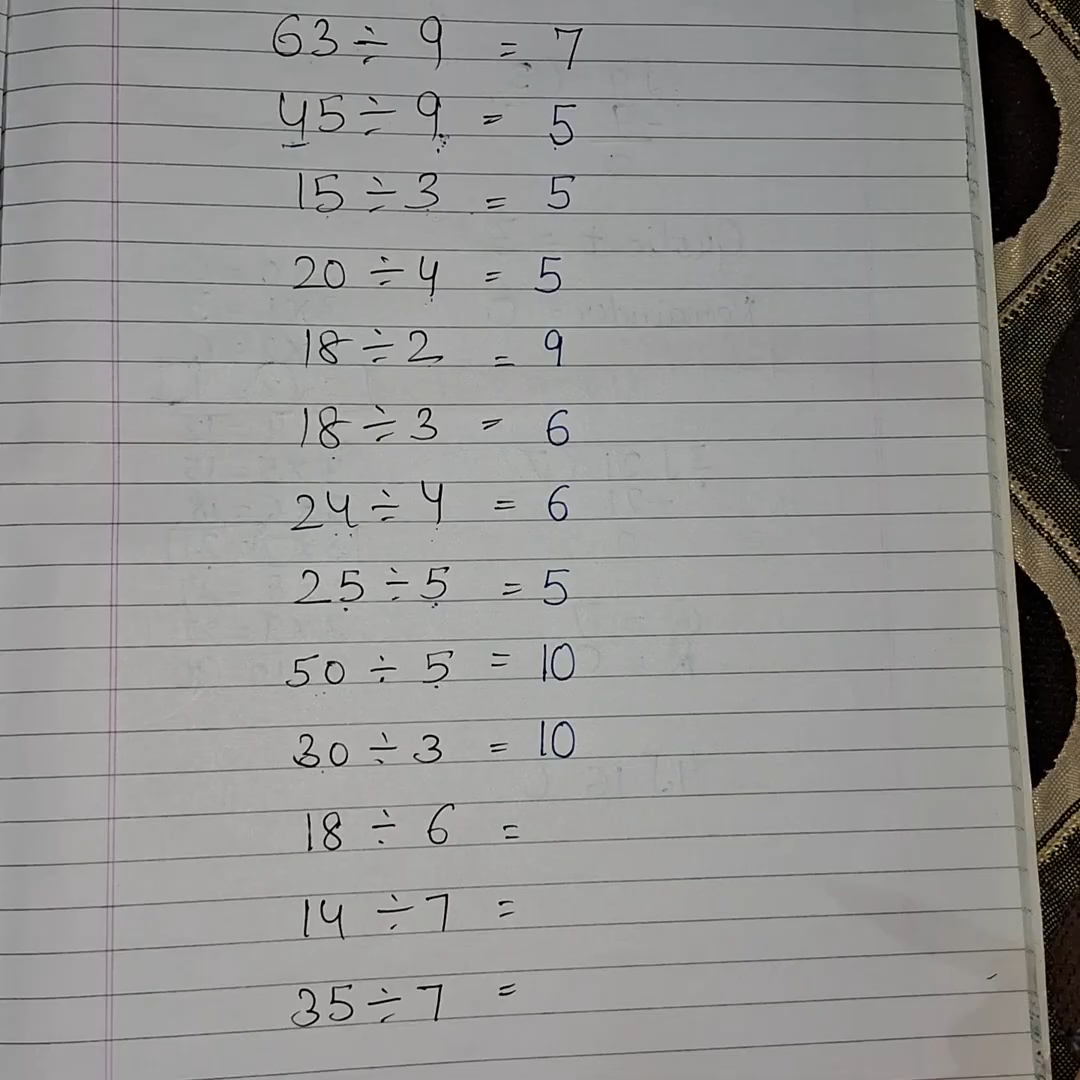 63 ÷ 9 = 7
45 ÷ 9 = 5
15 ÷ 3 = 5
20 ÷ 4 = 5
18 ÷ 2 = 9
18 ÷ 3 = 6
24 ÷ 4 = 6
25 ÷ 5 = 5
50 ÷ 5 = 10
30 ÷ 3 = 10
18 ÷ 6 =
14 ÷ 7 =
35 ÷ 7 =